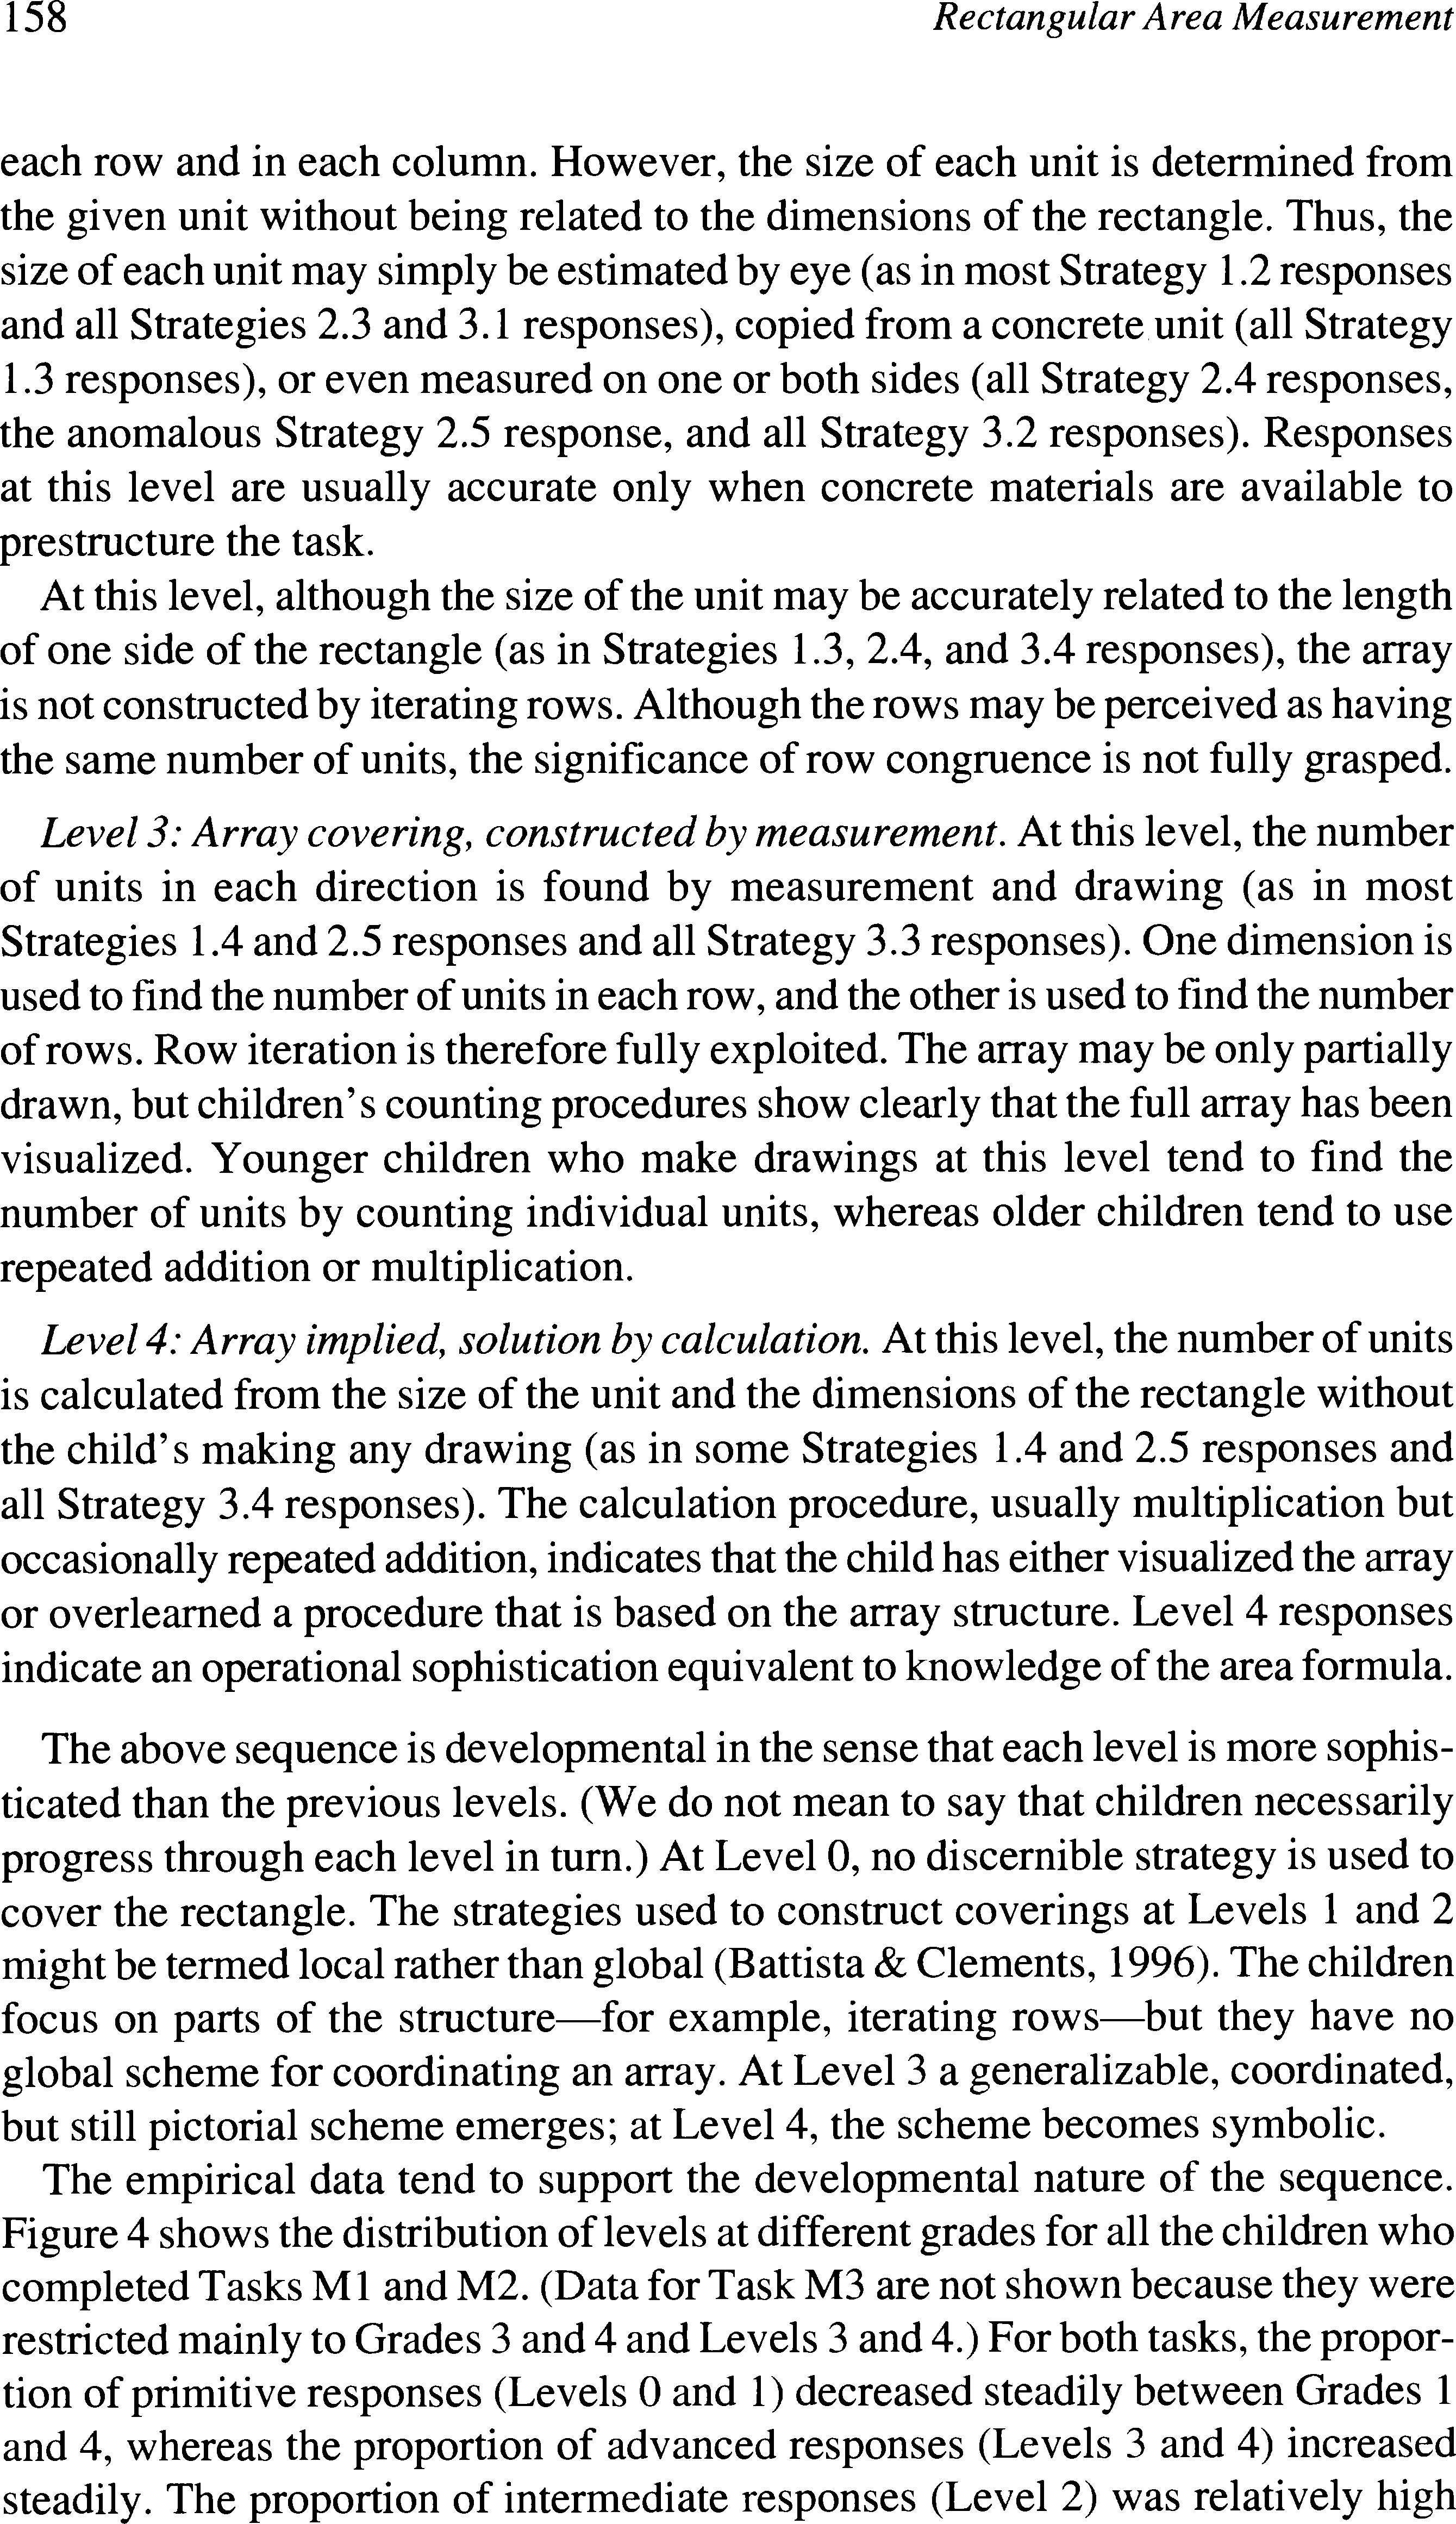 158
Rectangular Area Measurement
each row and in each column. However, the size of each unit is determined from
the given unit without being related to the dimensions of the rectangle. Thus, the
size of each unit may simply be estimated by eye (as in most Strategy 1.2 responses
and all Strategies 2.3 and 3.1 responses), copied from a concrete unit (all Strategy
1.3 responses), or even measured on one or both sides (all Strategy 2.4 responses,
the anomalous Strategy 2.5 response, and all Strategy 3.2 responses). Responses
at this level are usually accurate only when concrete materials are available to
prestructure the task.
At this level, although the size of the unit may be accurately related to the length
of one side of the rectangle (as in Strategies 1.3, 2.4, and 3.4 responses), the array
is not constructed by iterating rows. Although the rows may be perceived as having
the same number of units, the significance of row congruence is not fully grasped.
Level 3: Array covering, constructed by measurement. At this level, the number
of units in each direction is found by measurement and drawing (as in most
Strategies 1.4 and 2.5 responses and all Strategy 3.3 responses). One dimension is
used to find the number of units in each row, and the other is used to find the number
of rows. Row iteration is therefore fully exploited. The array may be only partially
drawn, but children's counting procedures show clearly that the full array has been
visualized. Younger children who make drawings at this level tend to find the
number of units by counting individual units, whereas older children tend to use
repeated addition or multiplication.
Level 4: Array implied, solution by calculation. At this level, the number of units
is calculated from the size of the unit and the dimensions of the rectangle without
the child's making any drawing (as in some Strategies 1.4 and 2.5 responses and
all Strategy 3.4 responses). The calculation procedure, usually multiplication but
occasionally repeated addition, indicates that the child has either visualized the array
or overlearned a procedure that is based on the array structure. Level 4 responses
indicate an operational sophistication equivalent to knowledge of the area formula.
The above sequence is developmental in the sense that each level is more sophis-
ticated than the previous levels. (We do not mean to say that children necessarily
progress through each level in turn.) At Level 0, no discernible strategy is used to
cover the rectangle. The strategies used to construct coverings at Levels 1 and 2
might be termed local rather than global (Battista & Clements, 1996). The children
focus on parts of the structure—for example, iterating rows—but they have no
global scheme for coordinating an array. At Level 3 a generalizable, coordinated,
but still pictorial scheme emerges; at Level 4, the scheme becomes symbolic.
The empirical data tend to support the developmental nature of the sequence.
Figure 4 shows the distribution of levels at different grades for all the children who
completed Tasks M1 and M2. (Data for Task M3 are not shown because they were
restricted mainly to Grades 3 and 4 and Levels 3 and 4.) For both tasks, the propor-
tion of primitive responses (Levels 0 and 1) decreased steadily between Grades 1
and 4, whereas the proportion of advanced responses (Levels 3 and 4) increased
steadily. The proportion of intermediate responses (Level 2) was relatively high